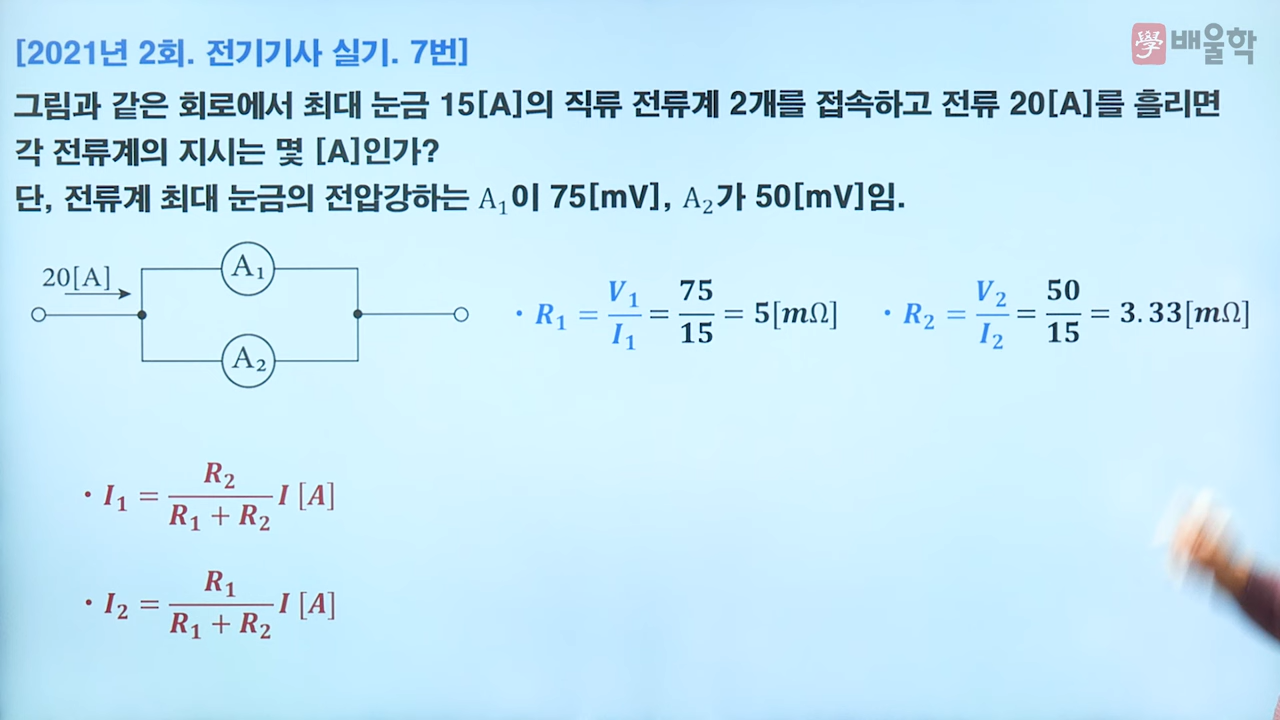 學 배울학
[2021년 2회. 전기기사 실기. 7번]
그림과 같은 회로에서 최대 눈금 15[A]의 직류 전류계 2개를 접속하고 전류 20[A]를 흘리면
각 전류계의 지시는 몇 [A]인가?
단, 전류계 최대 눈금의 전압강하는 A₁이 75[mV], A₂가 50[mV]임.
20[A]
A₁
A₂
· R₁ = V₁/I₁ = 75/15 = 5[mΩ]
· R₂ = V₂/I₂ = 50/15 = 3.33[mΩ]
· I₁ = R₂/(R₁ + R₂) I [A]
· I₂ = R₁/(R₁ + R₂) I [A]